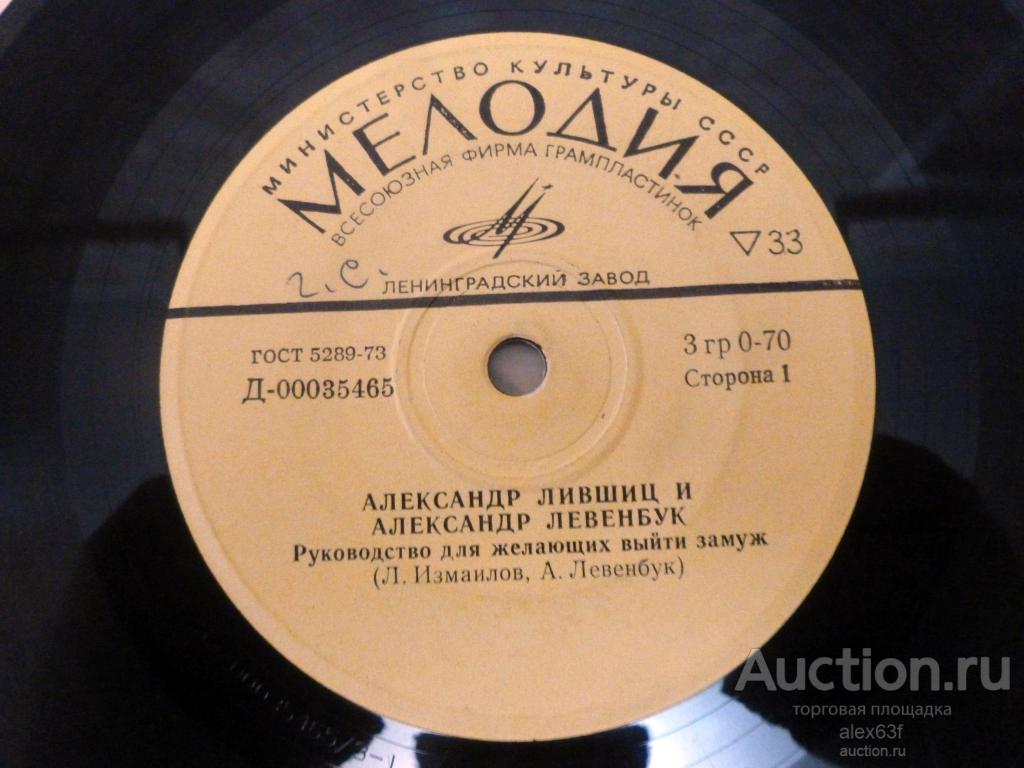 МИНИСТЕРСТВО КУЛЬТУРЫ СССР
МЕЛОДИЯ
ВСЕСОЮЗНАЯ ФИРМА ГРАМПЛАСТИНОК
33
г. С.
ЛЕНИНГРАДСКИЙ ЗАВОД
ГОСТ 5289-73
Д-00035465
3 гр 0-70
Сторона 1
АЛЕКСАНДР ЛИВШИЦ И
АЛЕКСАНДР ЛЕВЕНБУК
Руководство для желающих выйти замуж
(Л. Измаилов, А. Левенбук)
Auction.ru
торговая площадка
alex63f
auction.ru